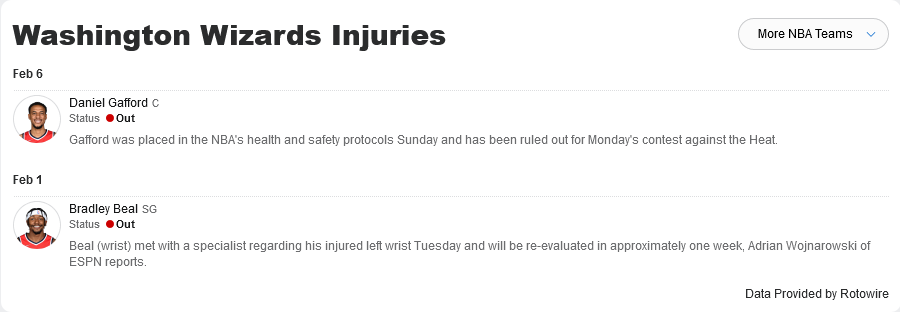 Washington Wizards Injuries
More NBA Teams
Feb 6
Daniel Gafford C
Status Out
Gafford was placed in the NBA's health and safety protocols Sunday and has been ruled out for Monday's contest against the Heat.
Feb 1
Bradley Beal SG
Status Out
Beal (wrist) met with a specialist regarding his injured left wrist Tuesday and will be re-evaluated in approximately one week, Adrian Wojnarowski of
ESPN reports.
Data Provided by Rotowire